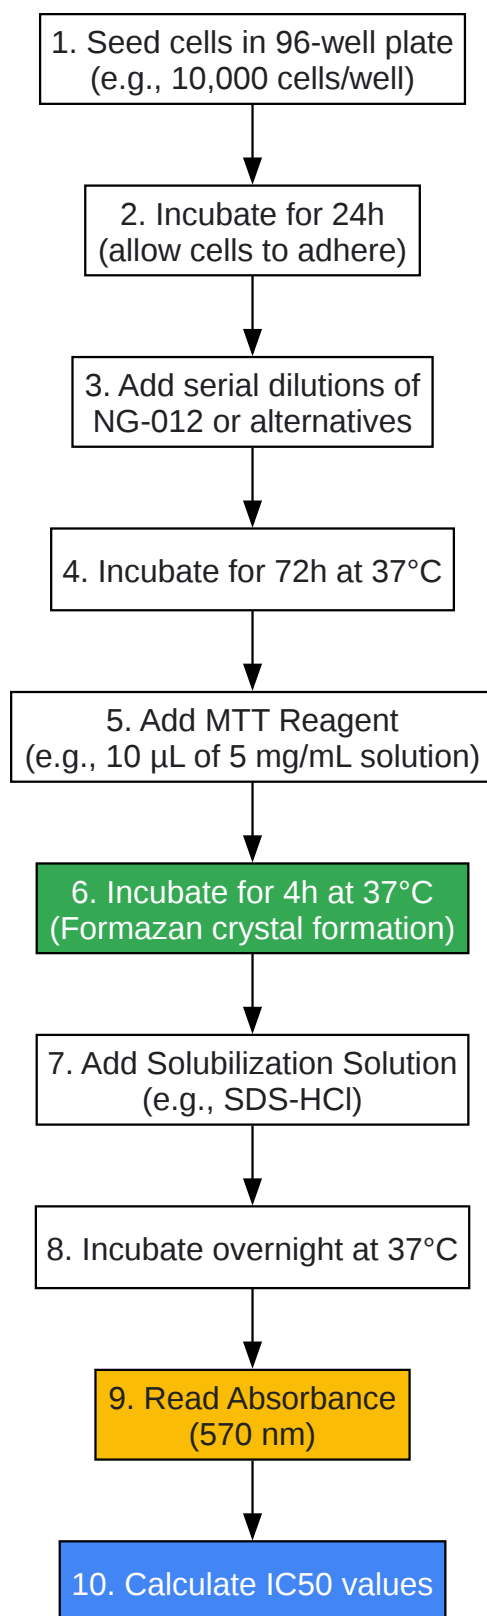 1. Seed cells in 96-well plate
(e.g., 10,000 cells/well)
2. Incubate for 24h
(allow cells to adhere)
3. Add serial dilutions of
NG-012 or alternatives
4. Incubate for 72h at 37°C
5. Add MTT Reagent
(e.g., 10 µL of 5 mg/mL solution)
6. Incubate for 4h at 37°C
(Formazan crystal formation)
7. Add Solubilization Solution
(e.g., SDS-HCl)
8. Incubate overnight at 37°C
9. Read Absorbance
(570 nm)
10. Calculate IC50 values